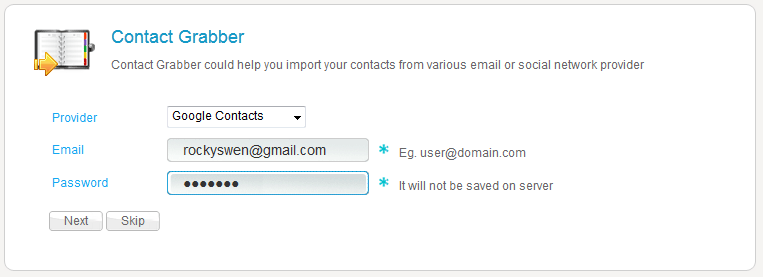 Contact Grabber
Contact Grabber could help you import your contacts from various email or social network provider
Provider Google Contacts
Email rockyswen@gmail.com * Eg. user@domain.com
Password ●●●●●●● * It will not be saved on server
Next Skip